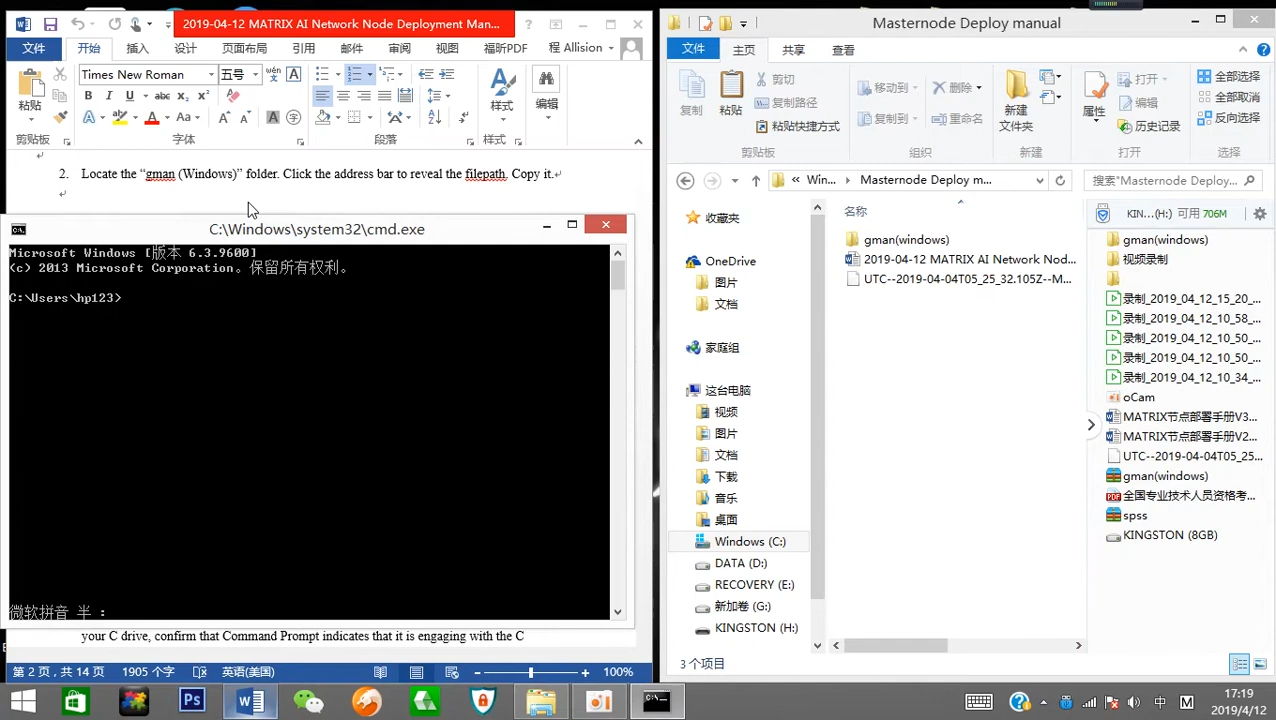 2019-04-12 MATRIX AI Network Node Deployment Man...
文件 开始 插入 设计 页面布局 引用 邮件 审阅 视图 福昕PDF 程 Allision
Times New Roman 五号
粘贴
样式 编辑
剪贴板 字体 段落 样式
2. Locate the “gman (Windows)” folder. Click the address bar to reveal the filepath. Copy it.
C:\Windows\system32\cmd.exe
Microsoft Windows [版本 6.3.9600]
(c) 2013 Microsoft Corporation。保留所有权利。
C:\Users\hp123>
微软拼音 半 :
your C drive, confirm that Command Prompt indicates that it is engaging with the C
第 2 页，共 14 页 1905 个字 英语(美国) 100%
Masternode Deploy manual
文件 主页 共享 查看
复制 粘贴
剪切
复制路径
粘贴快捷方式
移动到 删除
复制到 重命名
新建
文件夹
属性
打开
编辑
历史记录
全部选择
全部取消
反向选择
剪贴板 组织 新建 打开 选择
« Win... Masternode Deploy m...
搜索"Masternode Deploy...
收藏夹
OneDrive
图片
文档
家庭组
这台电脑
视频
图片
文档
下载
音乐
桌面
Windows (C:)
DATA (D:)
RECOVERY (E:)
新加卷 (G:)
KINGSTON (H:)
名称
gman(windows)
2019-04-12 MATRIX AI Network Nod...
UTC--2019-04-04T05_25_32.105Z--M...
KIN...(H:) 可用 706M
gman(windows)
视频录制
录制_2019_04_12_15_20_...
录制_2019_04_12_10_58_...
录制_2019_04_12_10_50_...
录制_2019_04_12_10_50_...
录制_2019_04_12_10_34_...
oCam
MATRIX节点部署手册V3...
MATRIX节点部署手册V2...
UTC--2019-04-04T05_25...
gman(windows)
全国专业技术人员资格考...
spss
KINGSTON (8GB)
3 个项目
中 M
17:19
2019/4/12